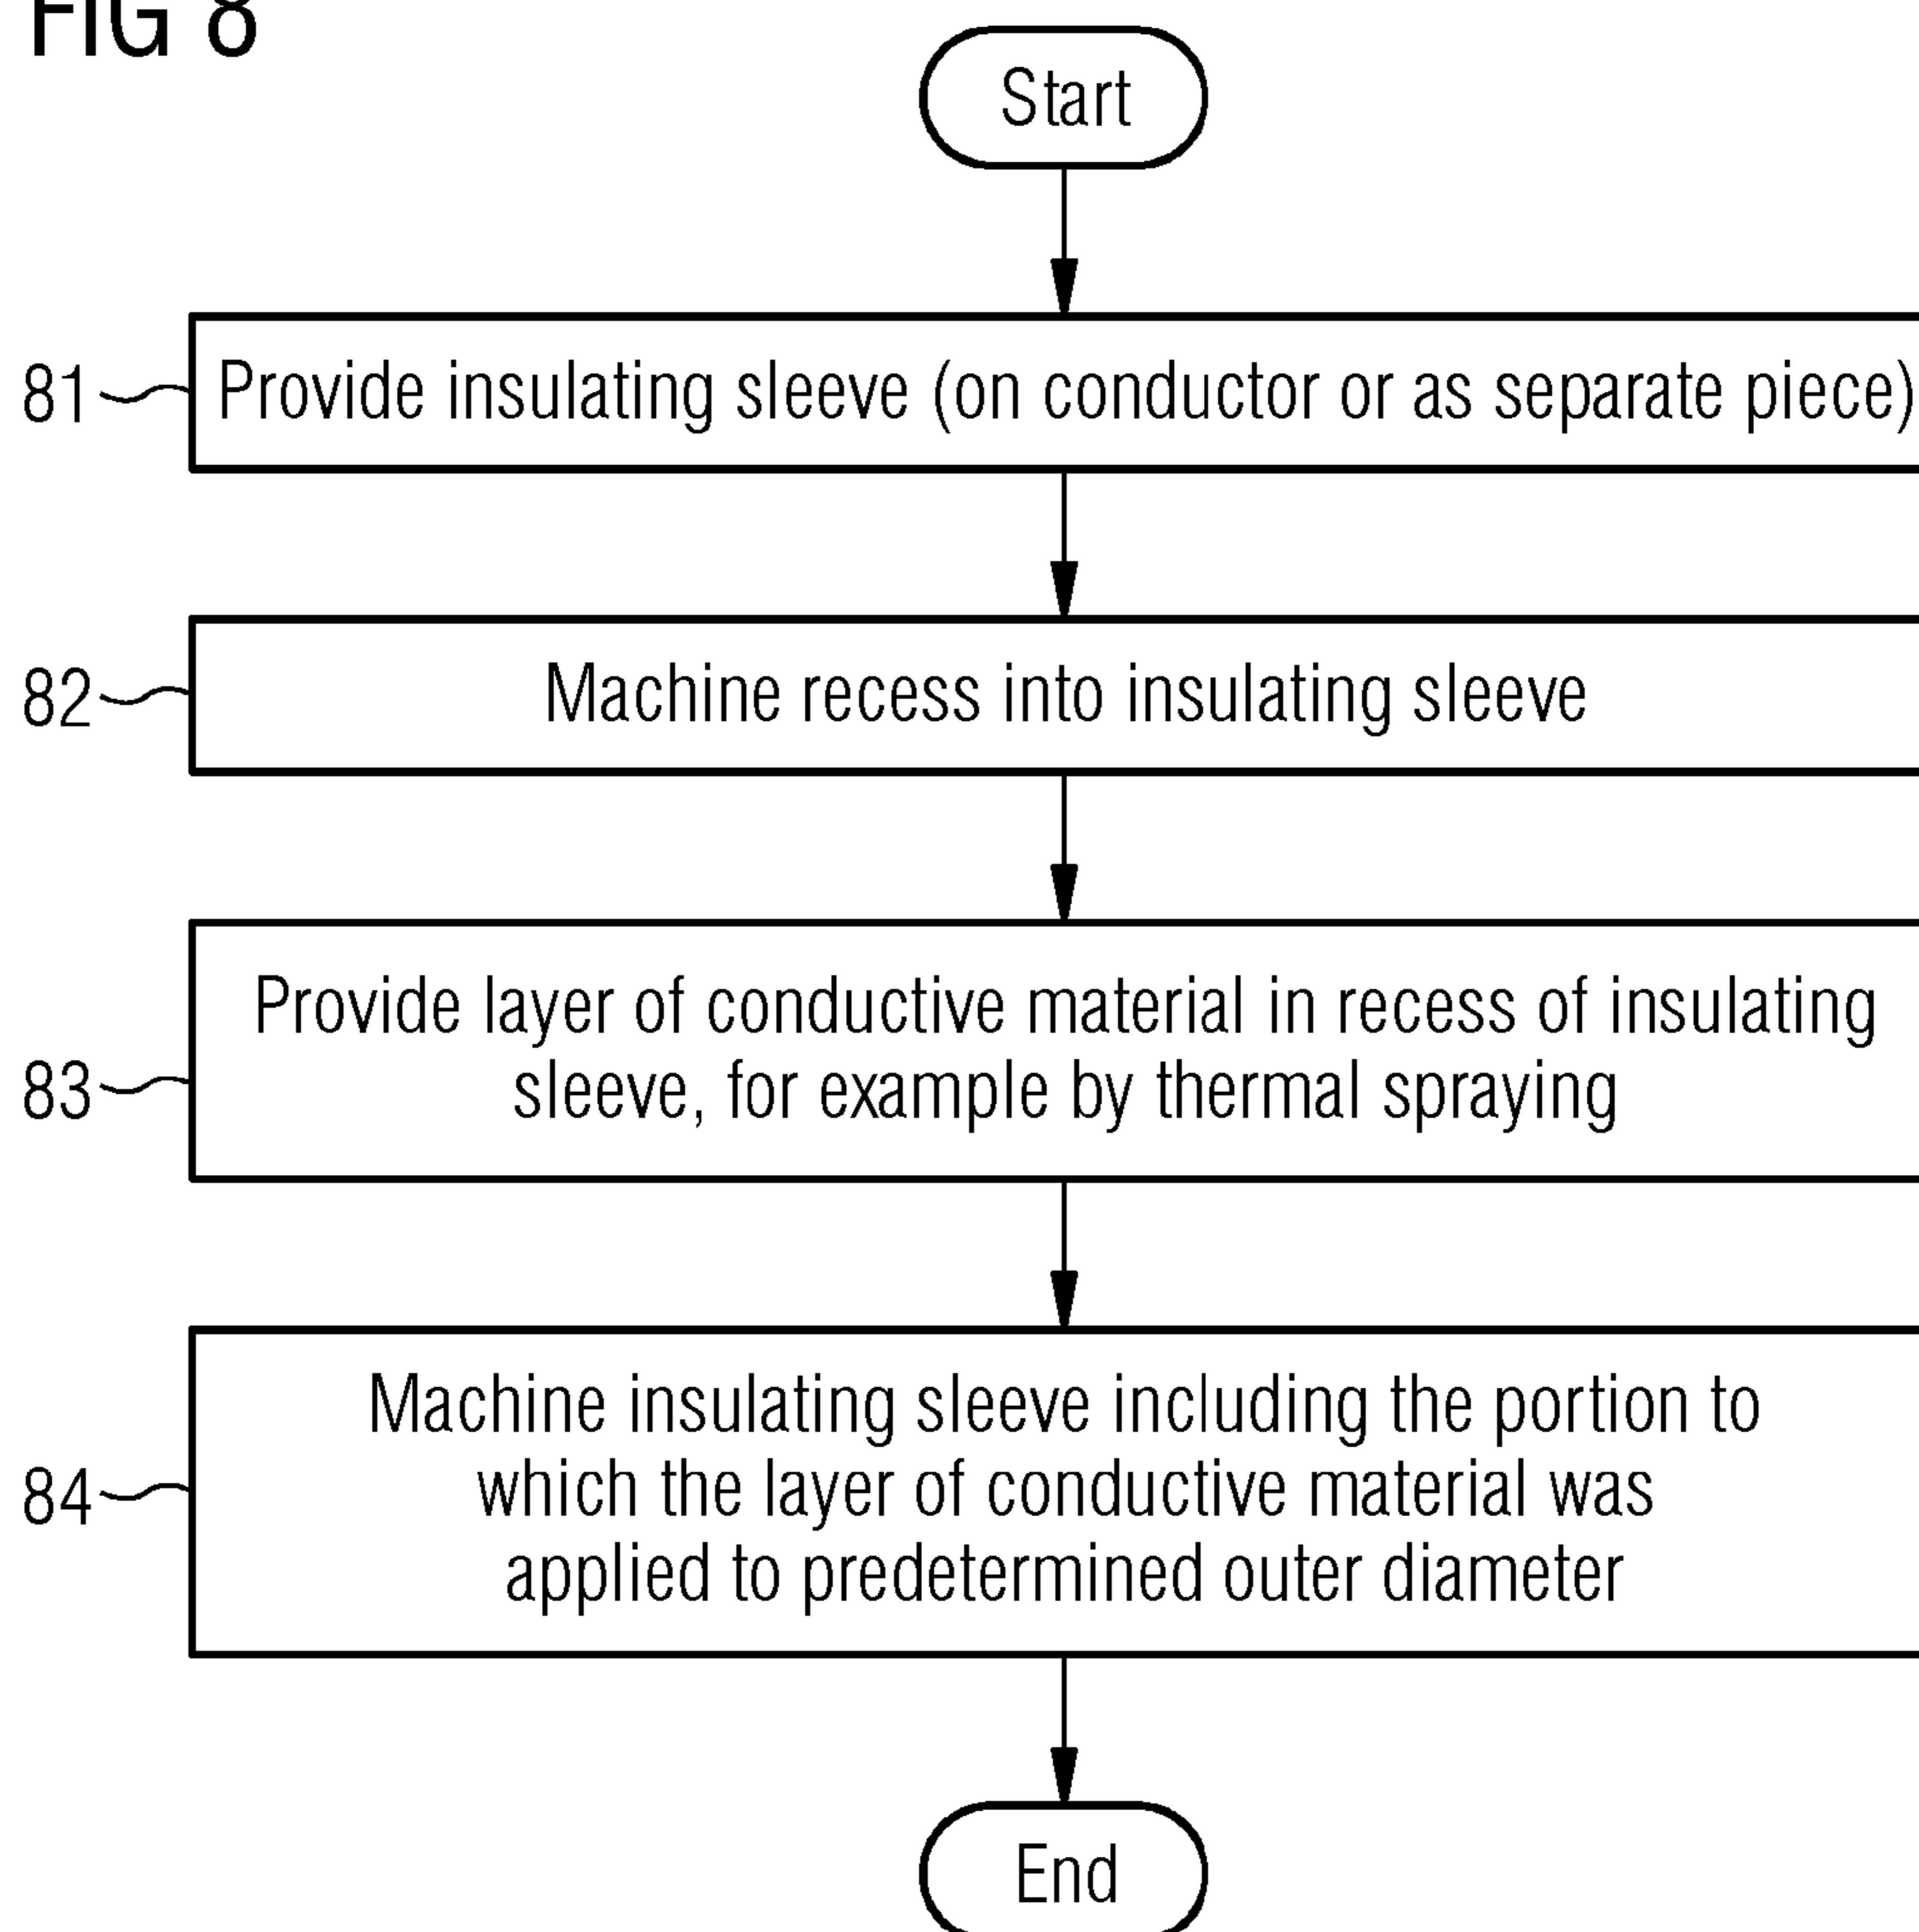 FIG 8
Start
81
Provide insulating sleeve (on conductor or as separate piece)
82
Machine recess into insulating sleeve
83
Provide layer of conductive material in recess of insulating
sleeve, for example by thermal spraying
84
Machine insulating sleeve including the portion to
which the layer of conductive material was
applied to predetermined outer diameter
End